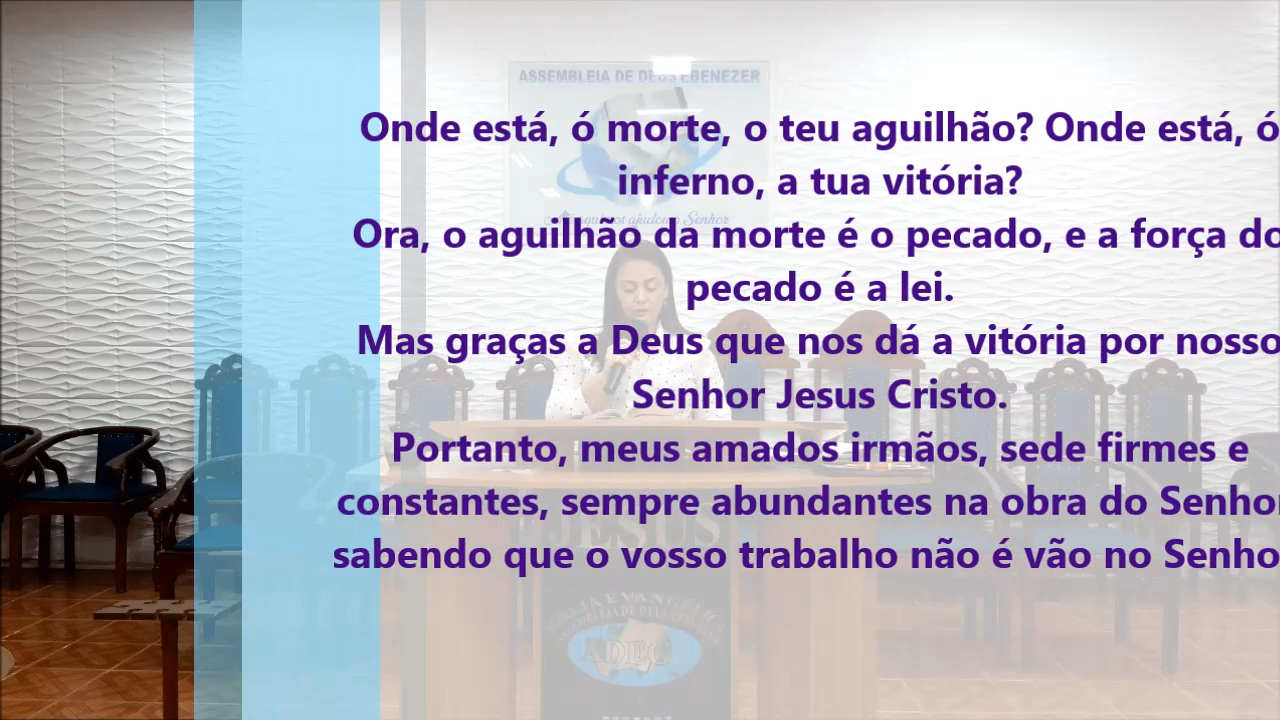 ASSEMBLEIA DE DEUS EBENEZER
Onde está, ó morte, o teu aguilhão? Onde está, ó
inferno, a tua vitória?
Ora, o aguilhão da morte é o pecado, e a força do
pecado é a lei.
Mas graças a Deus que nos dá a vitória por nosso
Senhor Jesus Cristo.
Portanto, meus amados irmãos, sede firmes e
constantes, sempre abundantes na obra do Senhor
sabendo que o vosso trabalho não é vão no Senho
JESUS